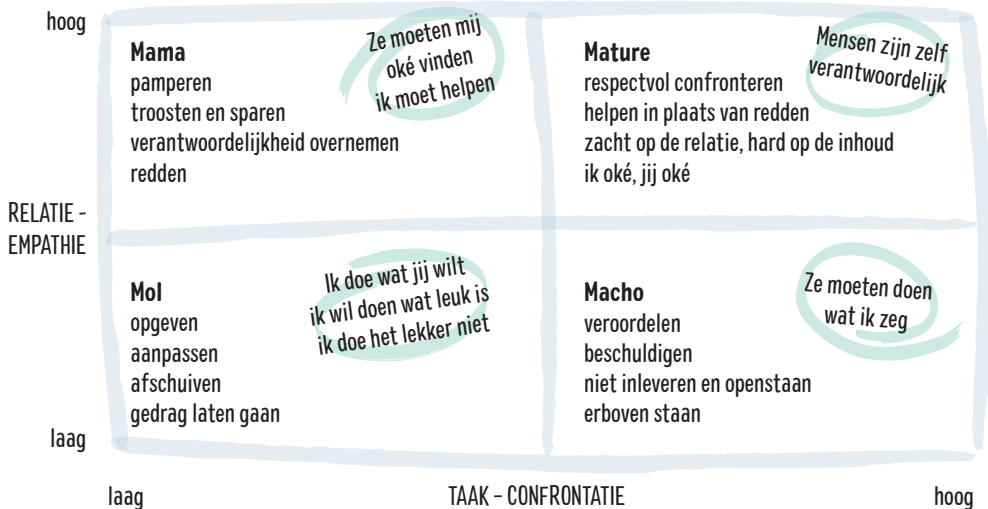 hoog
Mama
pamperen
troosten en sparen
verantwoordelijkheid overnemen
redden
Ze moeten mij
oké vinden
ik moet helpen
Mature
respectvol confronteren
helpen in plaats van redden
zacht op de relatie, hard op de inhoud
ik oké, jij oké
Mensen zijn zelf
verantwoordelijk
RELATIE -
EMPATHIE
Mol
opgeven
aanpassen
afschuiven
gedrag laten gaan
Ik doe wat jij wilt
ik wil doen wat leuk is
ik doe het lekker niet
Macho
veroordelen
beschuldigen
niet inleveren en openstaan
erboven staan
Ze moeten doen
wat ik zeg
laag
laag
TAAK – CONFRONTATIE
hoog